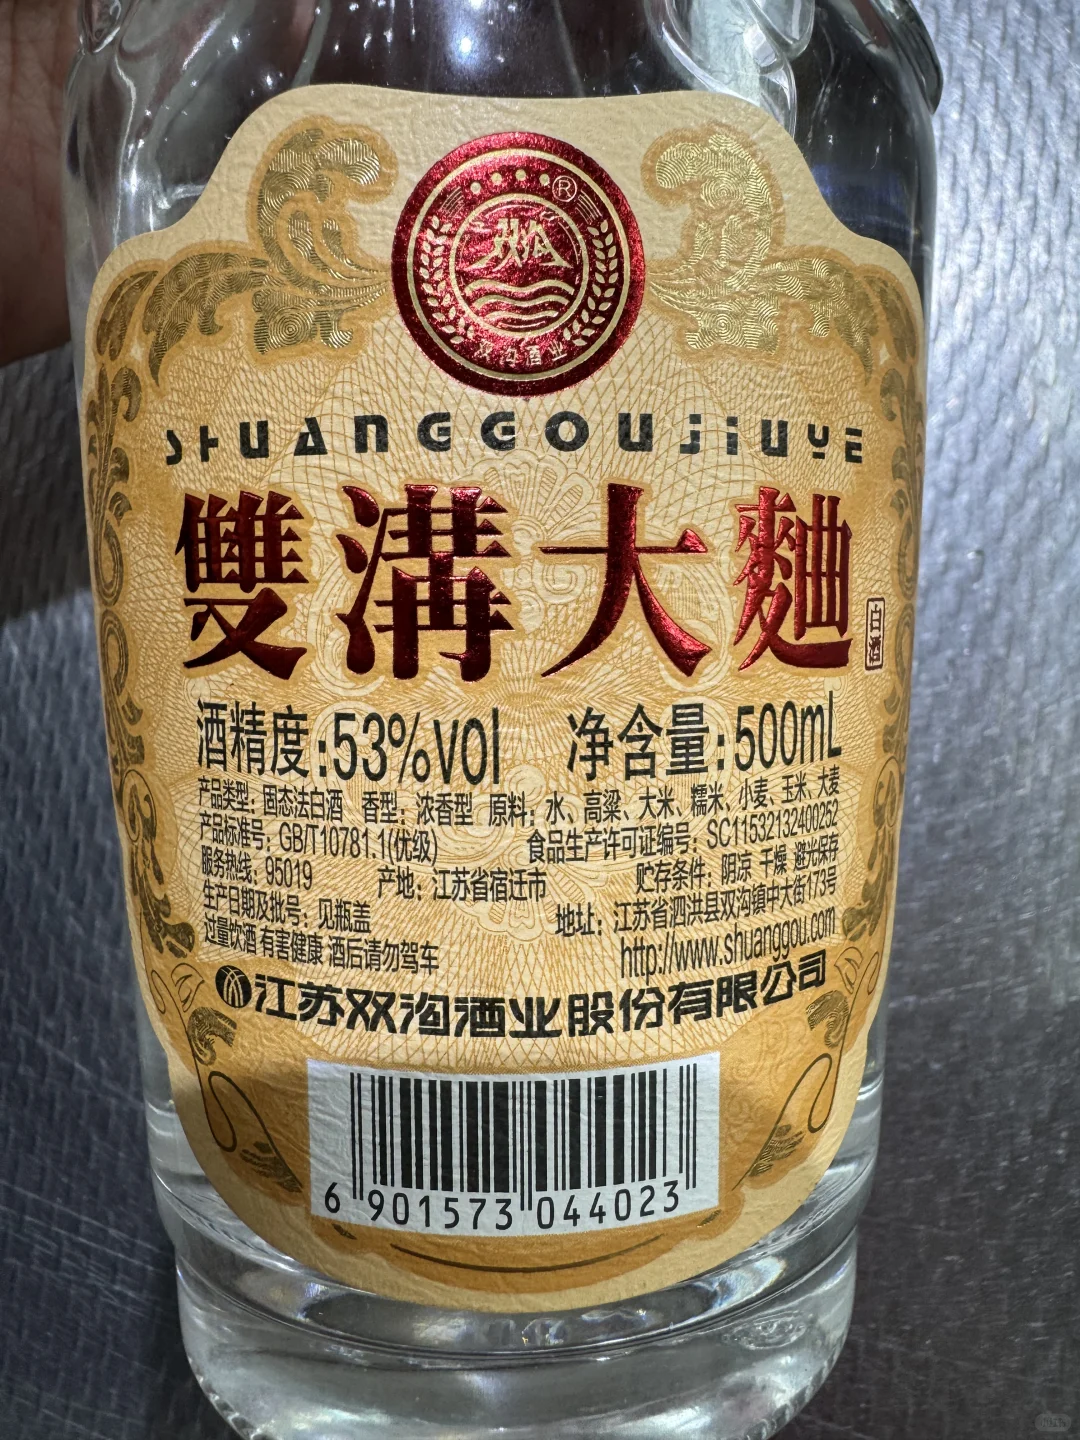 ®
双沟
双沟酒业
SHUANGGOUJIUYE
雙溝大麯
白酒
酒精度:53%vol 净含量:500mL
产品类型:固态法白酒 香型:浓香型 原料:水、高粱、大米、糯米、小麦、玉米、大麦
产品标准号:GB/T10781.1(优级) 食品生产许可证编号:SC11532132400252
服务热线:95019 产地:江苏省宿迁市 贮存条件:阴凉 干燥 避光保存
生产日期及批号:见瓶盖 地址:江苏省泗洪县双沟镇中大街173号
过量饮酒 有害健康 酒后请勿驾车 http://www.shuanggou.com
江苏双沟酒业股份有限公司
6 901573 044023